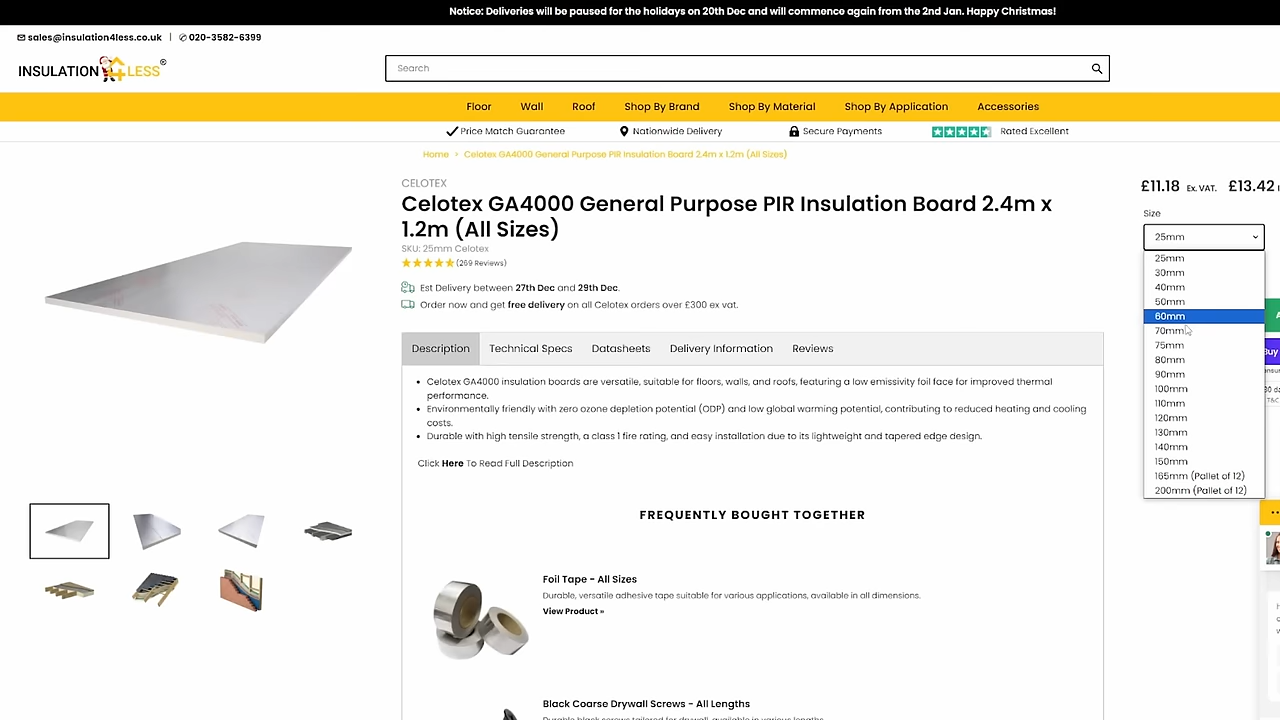 Notice: Deliveries will be paused for the holidays on 20th Dec and will commence again from the 2nd Jan. Happy Christmas!
sales@insulation4less.co.uk | 020-3582-6399
INSULATION 4 LESS
Search
Floor Wall Roof Shop By Brand Shop By Material Shop By Application Accessories
Price Match Guarantee Nationwide Delivery Secure Payments Rated Excellent
Home > Celotex GA4000 General Purpose PIR Insulation Board 2.4m x 1.2m (All Sizes)
CELOTEX
Celotex GA4000 General Purpose PIR Insulation Board 2.4m x
1.2m (All Sizes)
SKU: 25mm Celotex
(269 Reviews)
Est Delivery between 27th Dec and 29th Dec.
Order now and get free delivery on all Celotex orders over £300 ex vat.
Description Technical Specs Datasheets Delivery Information Reviews
• Celotex GA4000 insulation boards are versatile, suitable for floors, walls, and roofs, featuring a low emissivity foil face for improved thermal
performance.
• Environmentally friendly with zero ozone depletion potential (ODP) and low global warming potential, contributing to reduced heating and cooling
costs.
• Durable with high tensile strength, a class 1 fire rating, and easy installation due to its lightweight and tapered edge design.
Click Here To Read Full Description
FREQUENTLY BOUGHT TOGETHER
Foil Tape - All Sizes
Durable, versatile adhesive tape suitable for various applications, available in all dimensions.
View Product »
Black Coarse Drywall Screws - All Lengths
Durable black screws tailored for drywall, available in various lengths.
£11.18 Ex. VAT. £13.42
Size
25mm
25mm
30mm
40mm
50mm
60mm
70mm
75mm
80mm
90mm
100mm
110mm
120mm
130mm
140mm
150mm
165mm (Pallet of 12)
200mm (Pallet of 12)
Buy